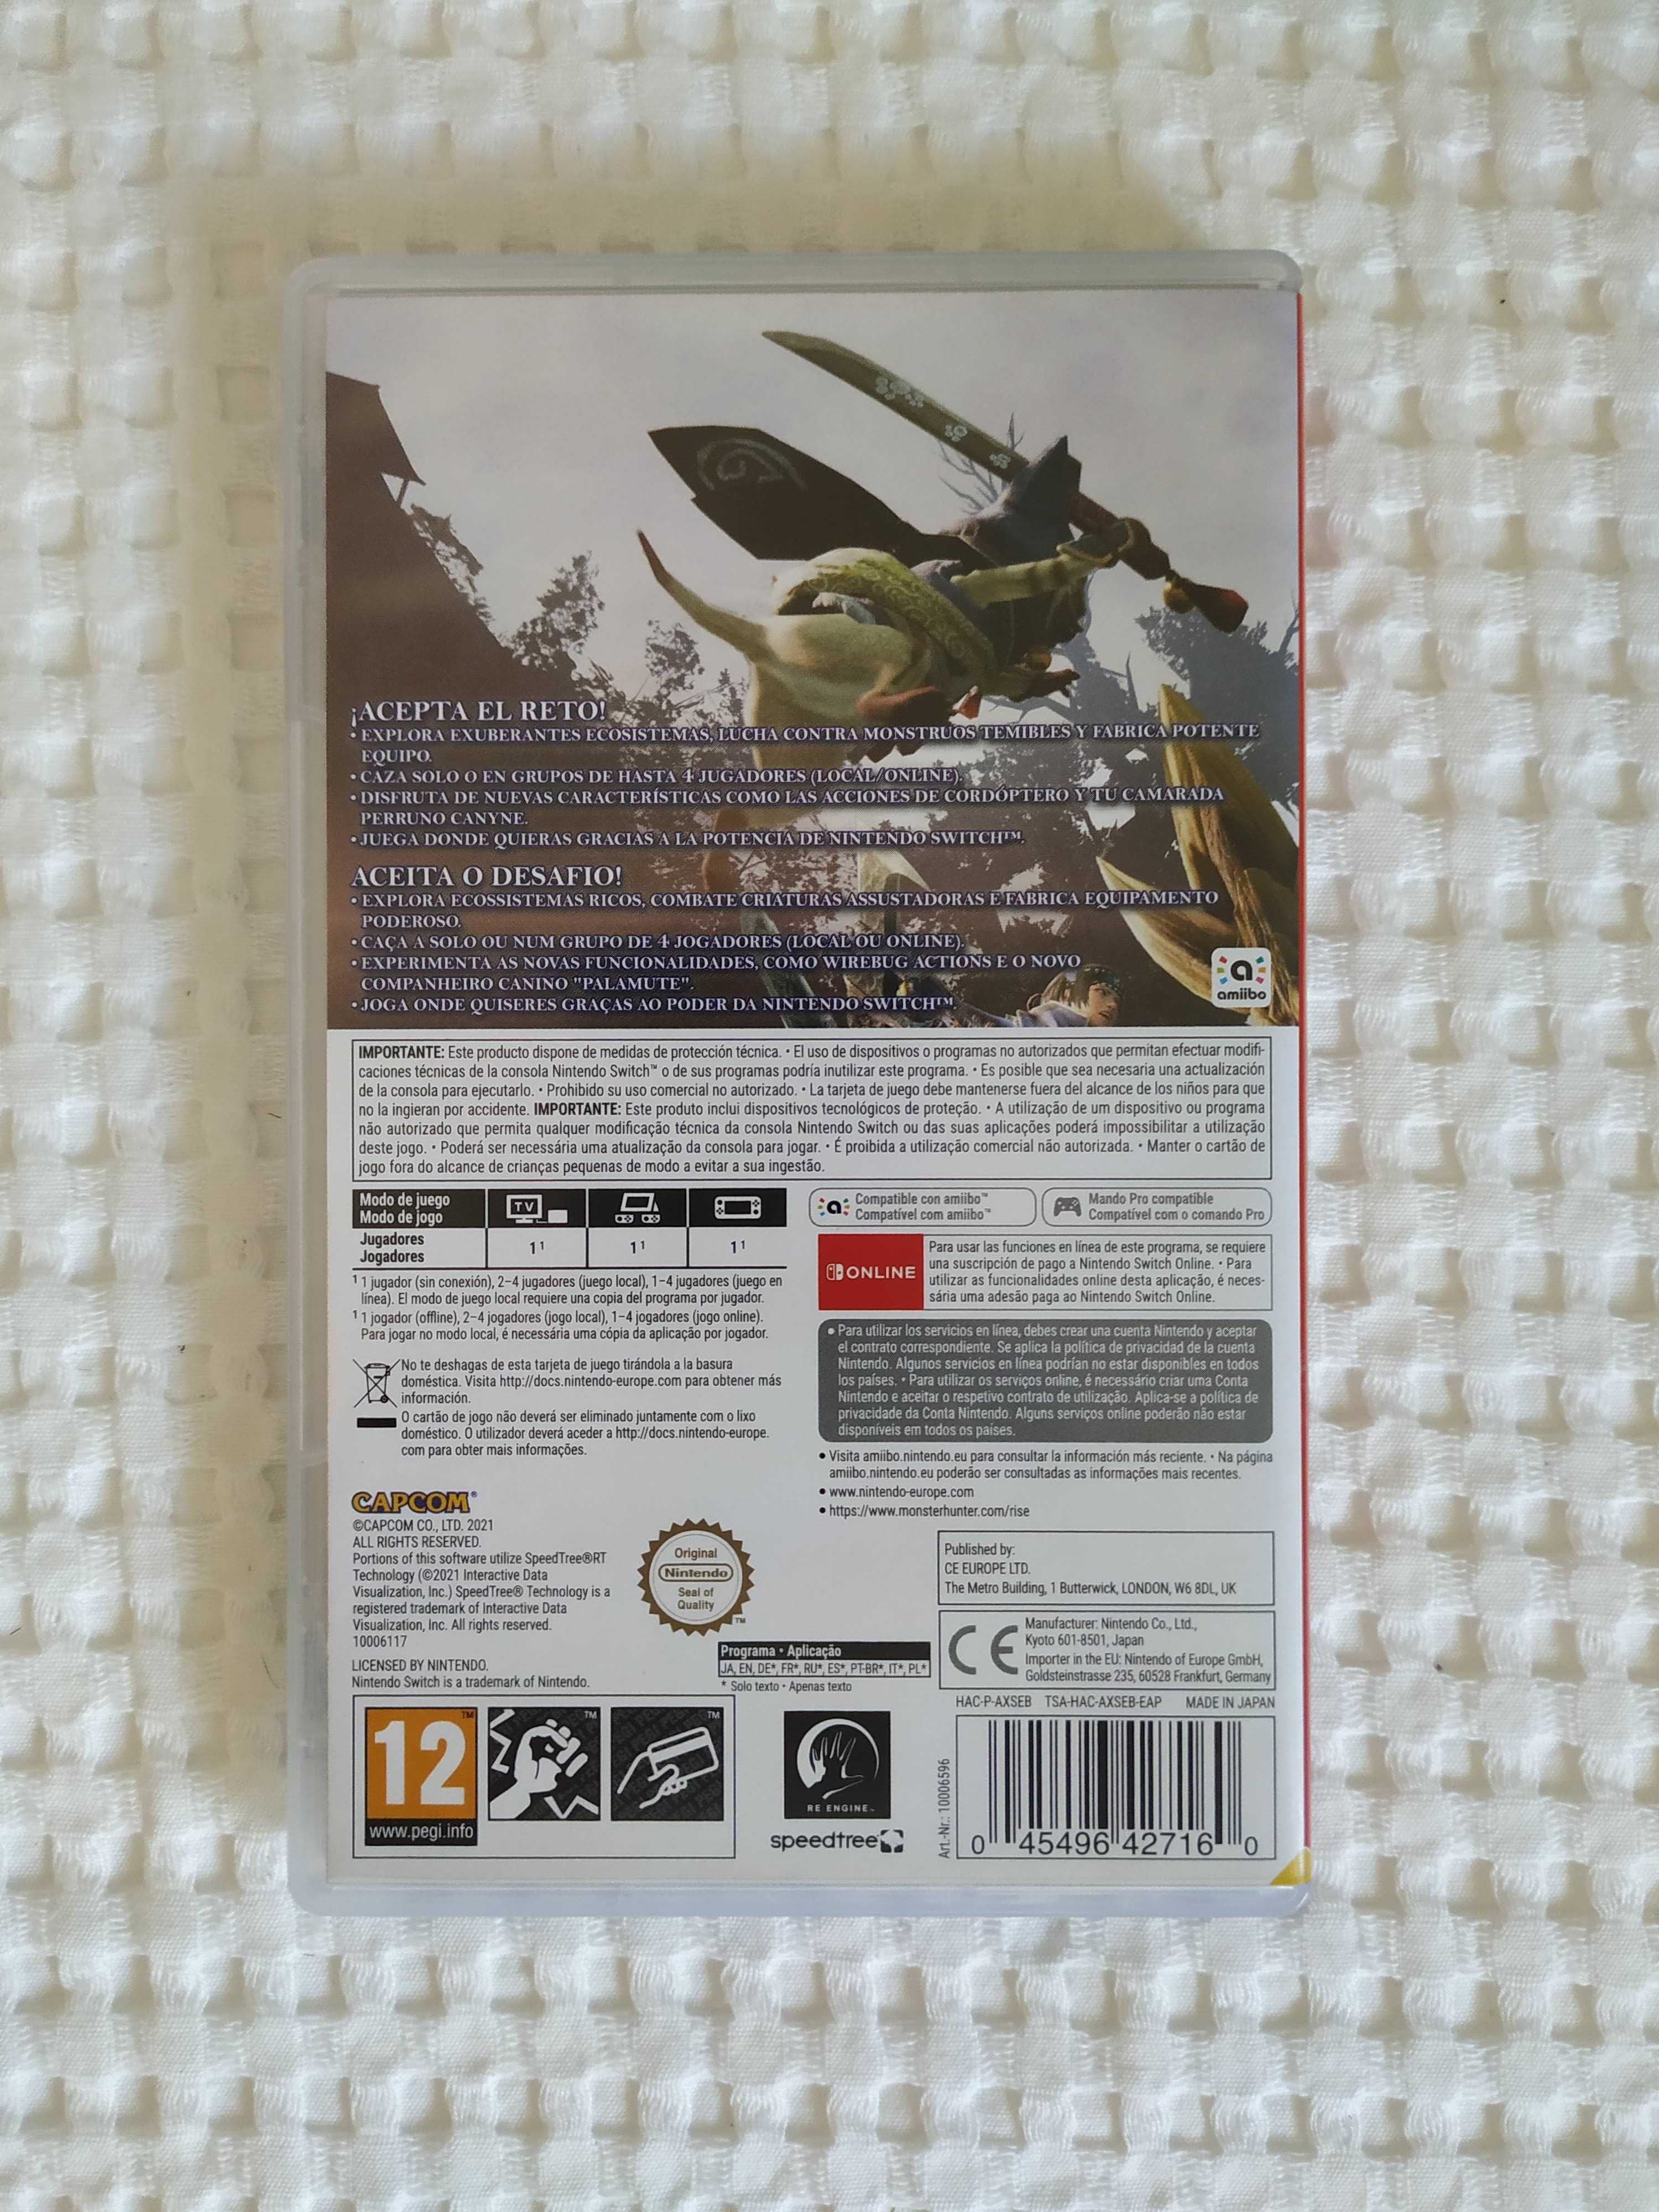 ¡ACEPTA EL RETO!
• EXPLORA EXUBERANTES ECOSISTEMAS, LUCHA CONTRA MONSTRUOS TEMIBLES Y FABRICA POTENTE
EQUIPO.
• CAZA SOLO O EN GRUPOS DE HASTA 4 JUGADORES (LOCAL/ONLINE).
• DISFRUTA DE NUEVAS CARACTERÍSTICAS COMO LAS ACCIONES DE CORDÓPTERO Y TU CAMARADA
PERRUNO CANYNE.
• JUEGA DONDE QUIERAS GRACIAS A LA POTENCIA DE NINTENDO SWITCH™.
ACEITA O DESAFIO!
• EXPLORA ECOSSISTEMAS RICOS, COMBATE CRIATURAS ASSUSTADORAS E FABRICA EQUIPAMENTO
PODEROSO.
• CAÇA A SOLO OU NUM GRUPO DE 4 JOGADORES (LOCAL OU ONLINE).
• EXPERIMENTA AS NOVAS FUNCIONALIDADES, COMO WIREBUG ACTIONS E O NOVO
COMPANHEIRO CANINO "PALAMUTE".
• JOGA ONDE QUISERES GRAÇAS AO PODER DA NINTENDO SWITCH™.
amiibo
IMPORTANTE: Este producto dispone de medidas de protección técnica. • El uso de dispositivos o programas no autorizados que permitan efectuar modifi-
caciones técnicas de la consola Nintendo Switch™ o de sus programas podría inutilizar este programa. • Es posible que sea necesaria una actualización
de la consola para ejecutarlo. • Prohibido su uso comercial no autorizado. • La tarjeta de juego debe mantenerse fuera del alcance de los niños para que
no la ingieran por accidente. IMPORTANTE: Este produto inclui dispositivos tecnológicos de proteção. • A utilização de um dispositivo ou programa
não autorizado que permita qualquer modificação técnica da consola Nintendo Switch ou das suas aplicações poderá impossibilitar a utilização
deste jogo. • Poderá ser necessária uma atualização da consola para jogar. • É proibida a utilização comercial não autorizada. • Manter o cartão de
jogo fora do alcance de crianças pequenas de modo a evitar a sua ingestão.
Modo de juego
Modo de jogo
TV
Jugadores
Jogadores
1¹ 1¹ 1¹
¹ 1 jugador (sin conexión), 2–4 jugadores (juego local), 1–4 jugadores (juego en
línea). El modo de juego local requiere una copia del programa por jugador.
¹ 1 jogador (offline), 2–4 jogadores (jogo local), 1–4 jogadores (jogo online).
Para jogar no modo local, é necessária uma cópia da aplicação por jogador.
No te deshagas de esta tarjeta de juego tirándola a la basura
doméstica. Visita http://docs.nintendo-europe.com para obtener más
información.
O cartão de jogo não deverá ser eliminado juntamente com o lixo
doméstico. O utilizador deverá aceder a http://docs.nintendo-europe.
com para obter mais informações.
a Compatible con amiibo™
Compatível com amiibo™
Mando Pro compatible
Compatível com o comando Pro
ONLINE
Para usar las funciones en línea de este programa, se requiere
una suscripción de pago a Nintendo Switch Online. • Para
utilizar as funcionalidades online desta aplicação, é neces-
sária uma adesão paga ao Nintendo Switch Online.
• Para utilizar los servicios en línea, debes crear una cuenta Nintendo y aceptar
el contrato correspondiente. Se aplica la política de privacidad de la cuenta
Nintendo. Algunos servicios en línea podrían no estar disponibles en todos
los países. • Para utilizar os serviços online, é necessário criar uma Conta
Nintendo e aceitar o respetivo contrato de utilização. Aplica-se a política de
privacidade da Conta Nintendo. Alguns serviços online poderão não estar
disponíveis em todos os países.
• Visita amiibo.nintendo.eu para consultar la información más reciente. • Na página
amiibo.nintendo.eu poderão ser consultadas as informações mais recentes.
• www.nintendo-europe.com
• https://www.monsterhunter.com/rise
CAPCOM®
©CAPCOM CO., LTD. 2021
ALL RIGHTS RESERVED.
Portions of this software utilize SpeedTree®RT
Technology (©2021 Interactive Data
Visualization, Inc.) SpeedTree® Technology is a
registered trademark of Interactive Data
Visualization, Inc. All rights reserved.
10006117
LICENSED BY NINTENDO.
Nintendo Switch is a trademark of Nintendo.
Original
Nintendo
Seal of
Quality
™
Programa • Aplicação
JA, EN, DE*, FR*, RU*, ES*, PT-BR*, IT*, PL*
* Solo texto • Apenas texto
Published by:
CE EUROPE LTD.
The Metro Building, 1 Butterwick, LONDON, W6 8DL, UK
CE
Manufacturer: Nintendo Co., Ltd.,
Kyoto 601-8501, Japan
Importer in the EU: Nintendo of Europe GmbH,
Goldsteinstrasse 235, 60528 Frankfurt, Germany
HAC-P-AXSEB TSA-HAC-AXSEB-EAP MADE IN JAPAN
12™
www.pegi.info
™
™
RE ENGINE™
speedtree
Art.-Nr.: 10006596
0 45496 42716 0